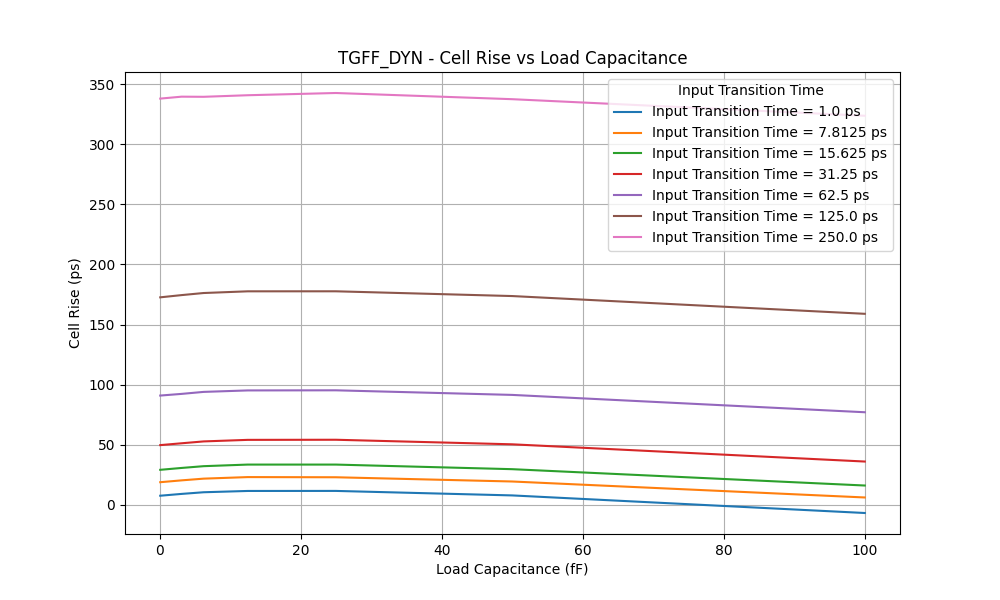 TGFF_DYN - Cell Rise vs Load Capacitance
Input Transition Time
Input Transition Time = 1.0 ps
Input Transition Time = 7.8125 ps
Input Transition Time = 15.625 ps
Input Transition Time = 31.25 ps
Input Transition Time = 62.5 ps
Input Transition Time = 125.0 ps
Input Transition Time = 250.0 ps
Cell Rise (ps)
350
300
250
200
150
100
50
0
0 20 40 60 80 100
Load Capacitance (fF)